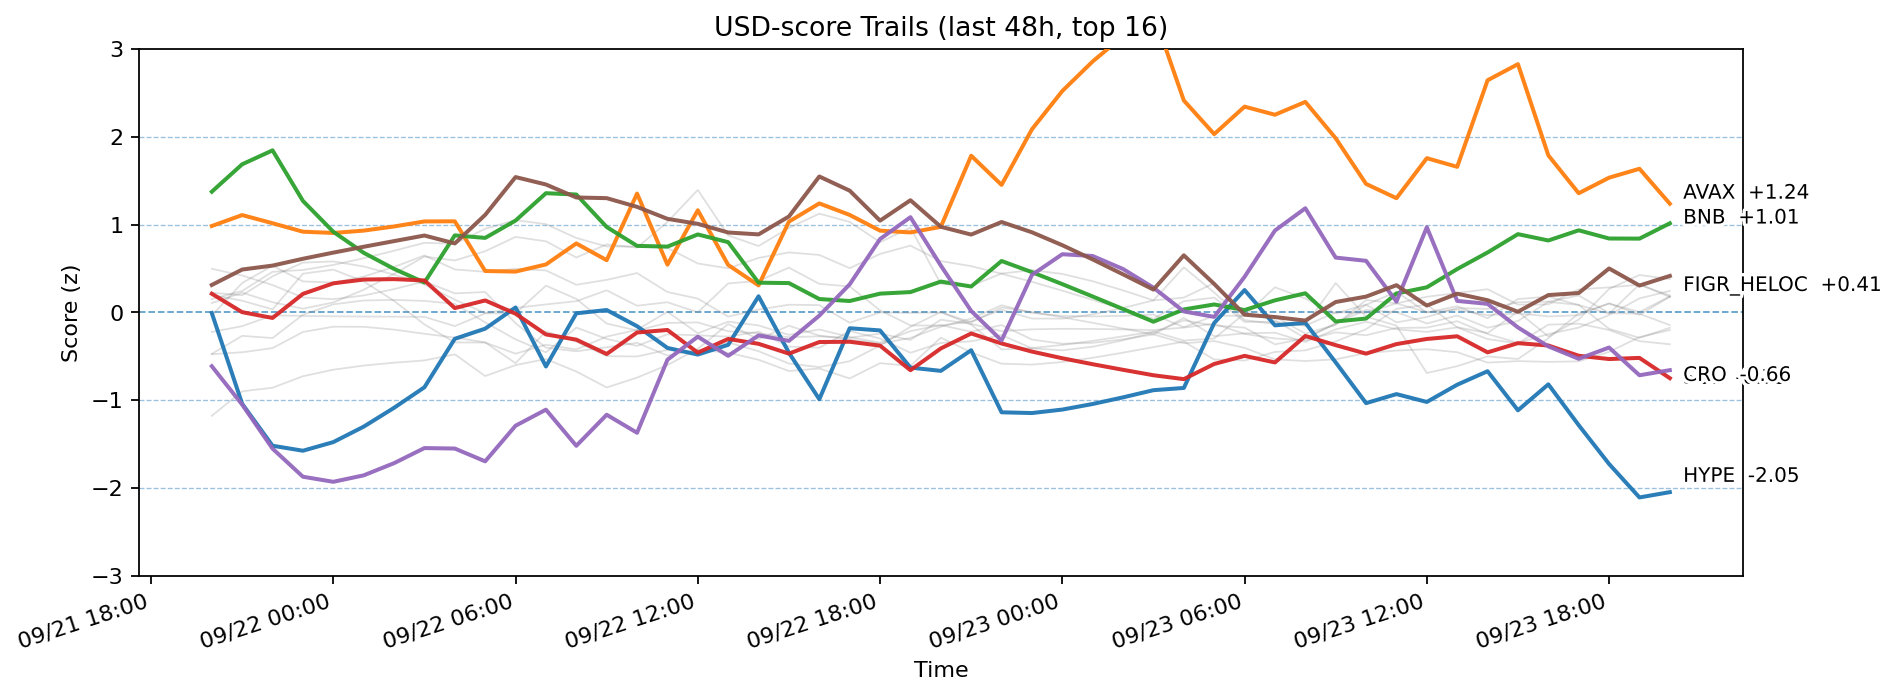 USD-score Trails (last 48h, top 16)
3
2
1
0
−1
−2
−3
Score (z)
AVAX +1.24
BNB +1.01
FIGR_HELOC +0.41
CRO -0.66
HYPE -2.05
09/21 18:00
09/22 00:00
09/22 06:00
09/22 12:00
09/22 18:00
09/23 00:00
09/23 06:00
09/23 12:00
09/23 18:00
Time